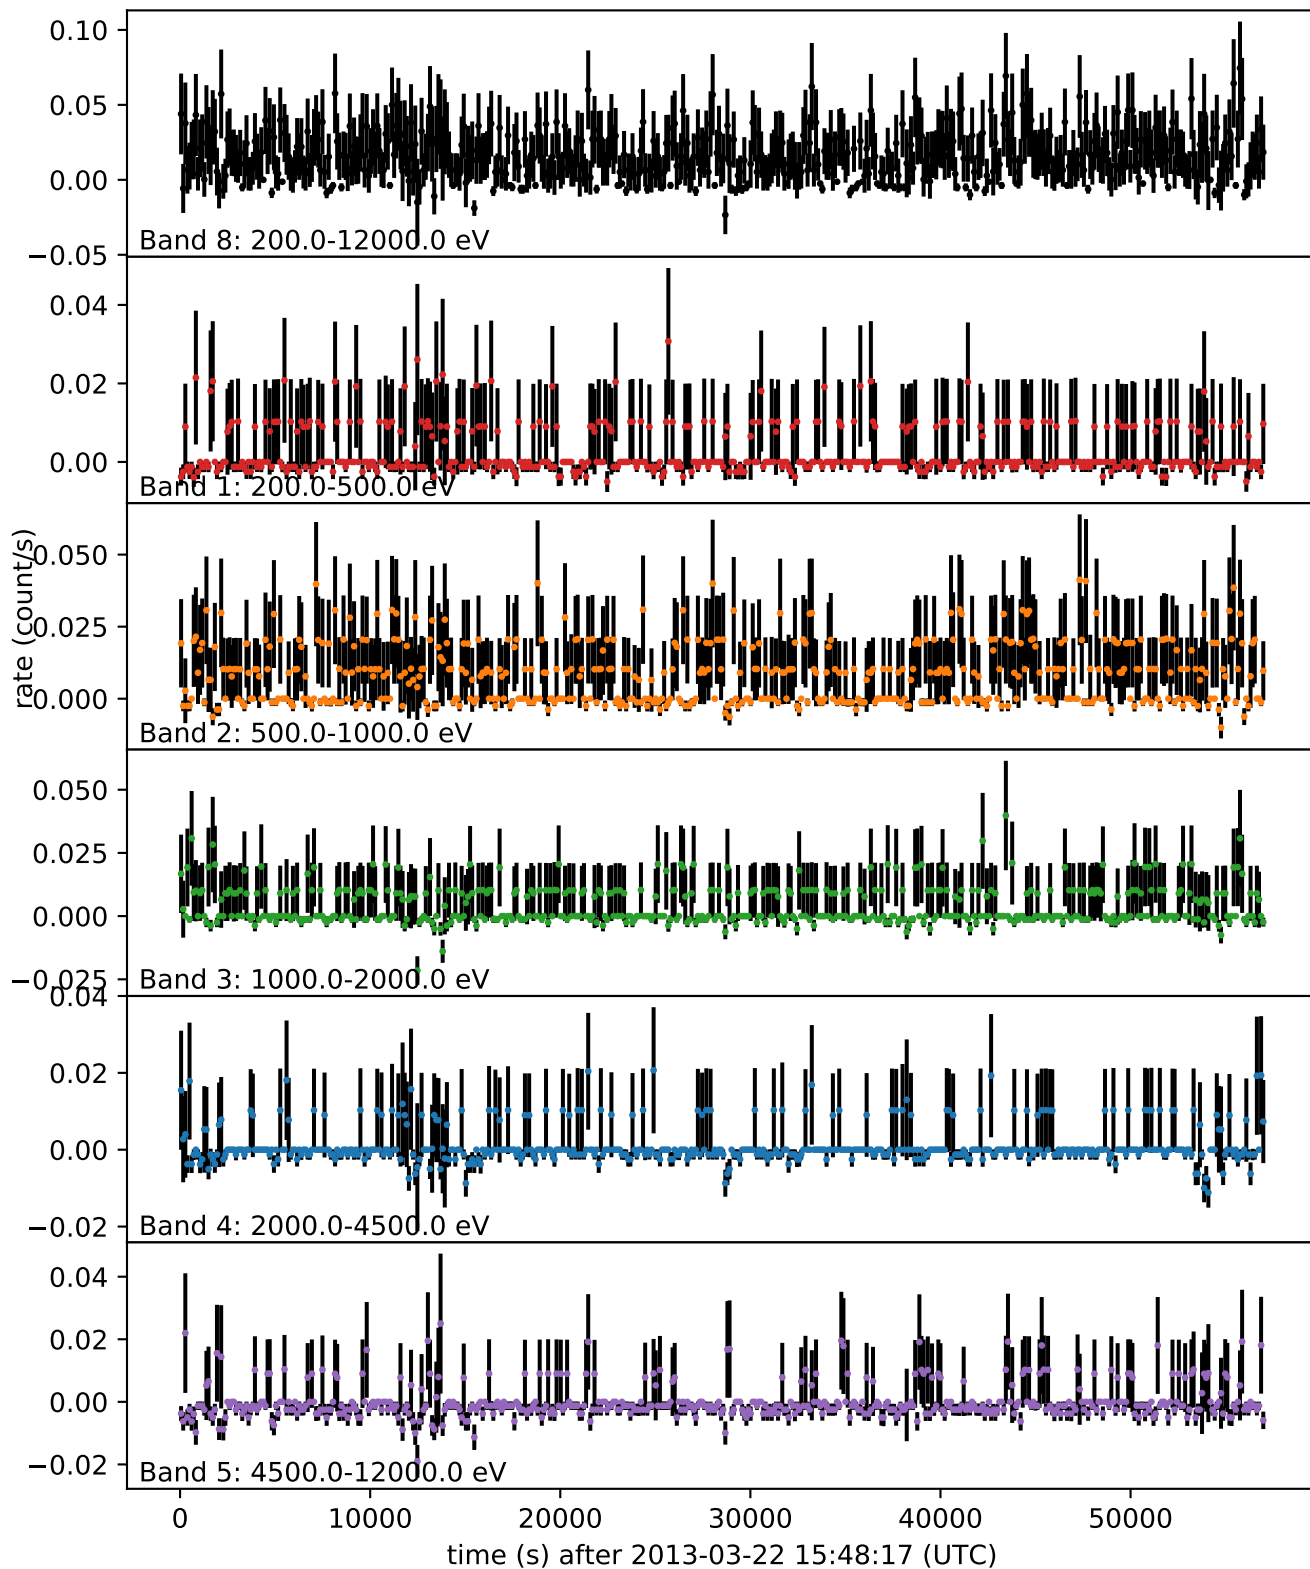 0.10
0.05
0.00
−0.05
Band 8: 200.0-12000.0 eV
0.04
0.02
0.00
Band 1: 200.0-500.0 eV
rate (count/s)
0.050
0.025
0.000
Band 2: 500.0-1000.0 eV
0.050
0.025
0.000
−0.025
Band 3: 1000.0-2000.0 eV
0.04
0.02
0.00
−0.02
Band 4: 2000.0-4500.0 eV
0.04
0.02
0.00
−0.02
Band 5: 4500.0-12000.0 eV
0 10000 20000 30000 40000 50000
time (s) after 2013-03-22 15:48:17 (UTC)